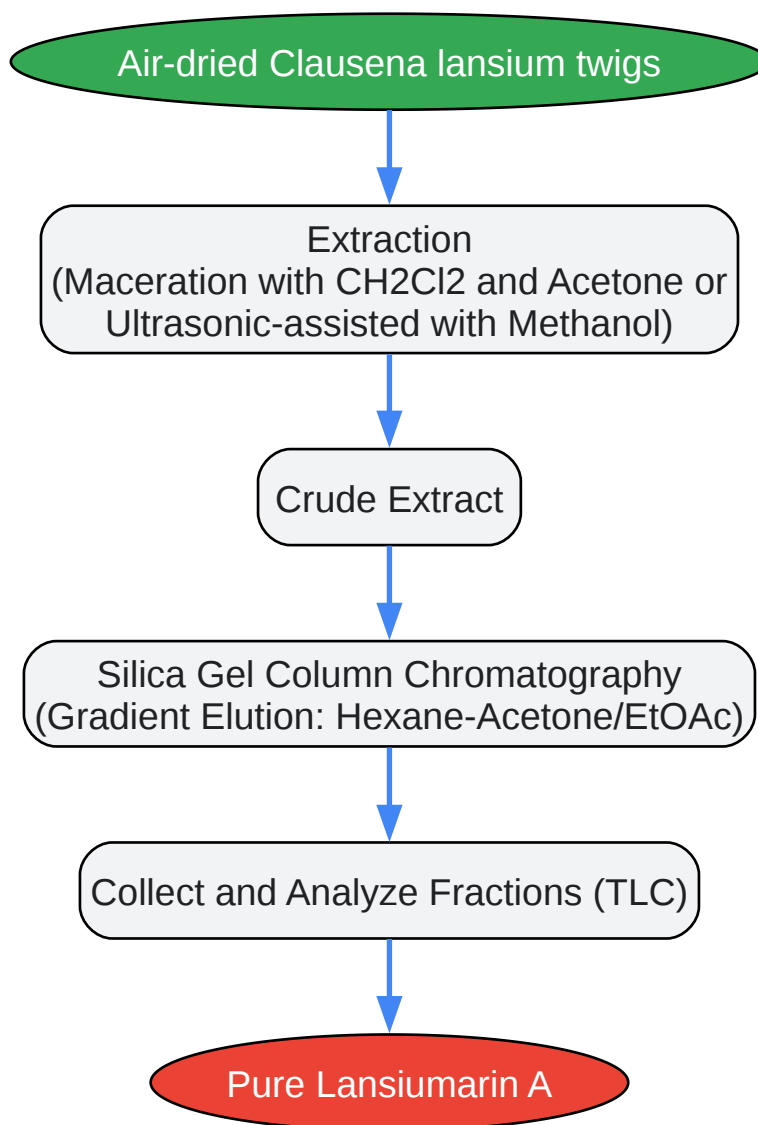 Air-dried Clausena lansium twigs
Extraction
(Maceration with CH2Cl2 and Acetone or
Ultrasonic-assisted with Methanol)
Crude Extract
Silica Gel Column Chromatography
(Gradient Elution: Hexane-Acetone/EtOAc)
Collect and Analyze Fractions (TLC)
Pure Lansiumarin A